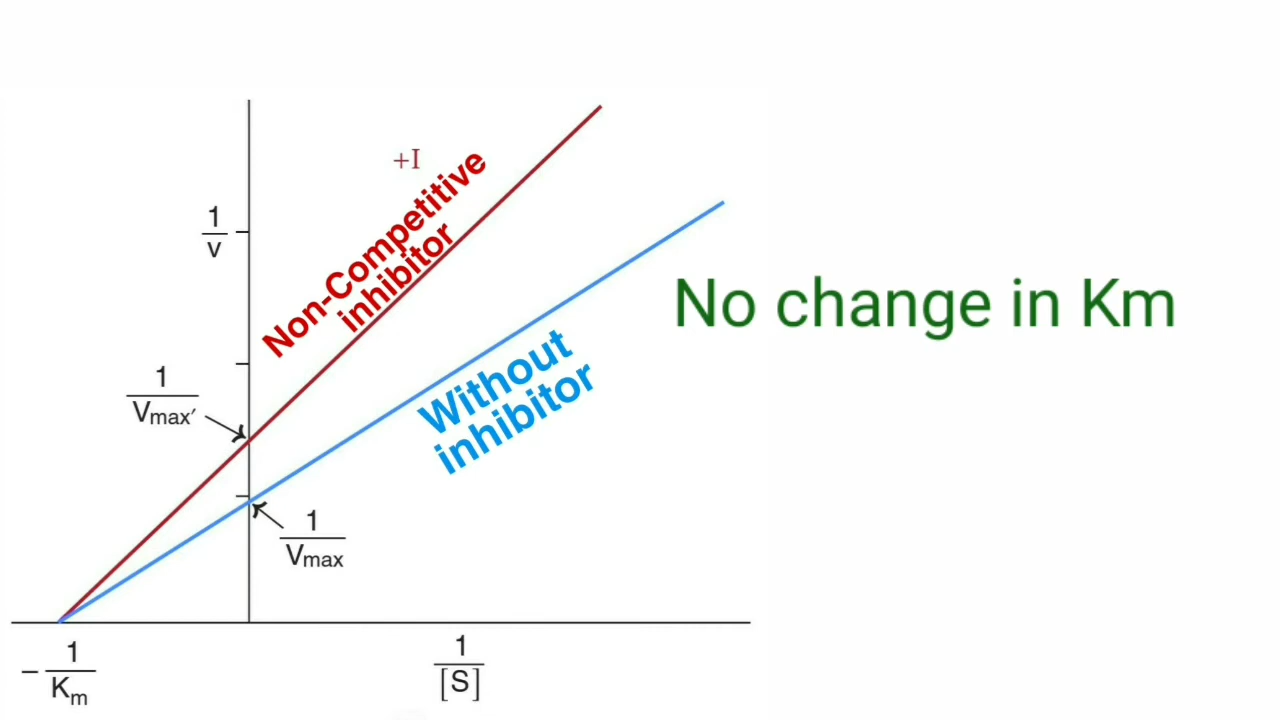 +I
Non-Competitive
inhibitor
1
v
No change in Km
Without
inhibitor
1
Vmax′
1
Vmax
− 1
Km
1
[S]